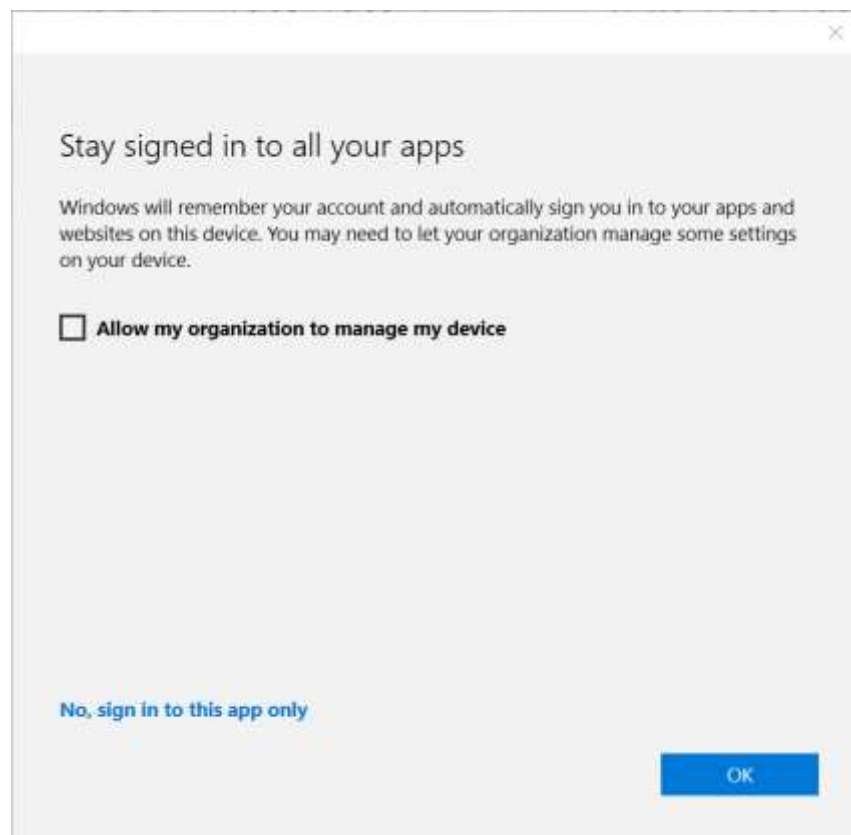 Stay signed in to all your apps
Windows will remember your account and automatically sign you in to your apps and
websites on this device. You may need to let your organization manage some settings
on your device.
Allow my organization to manage my device
No, sign in to this app only
OK